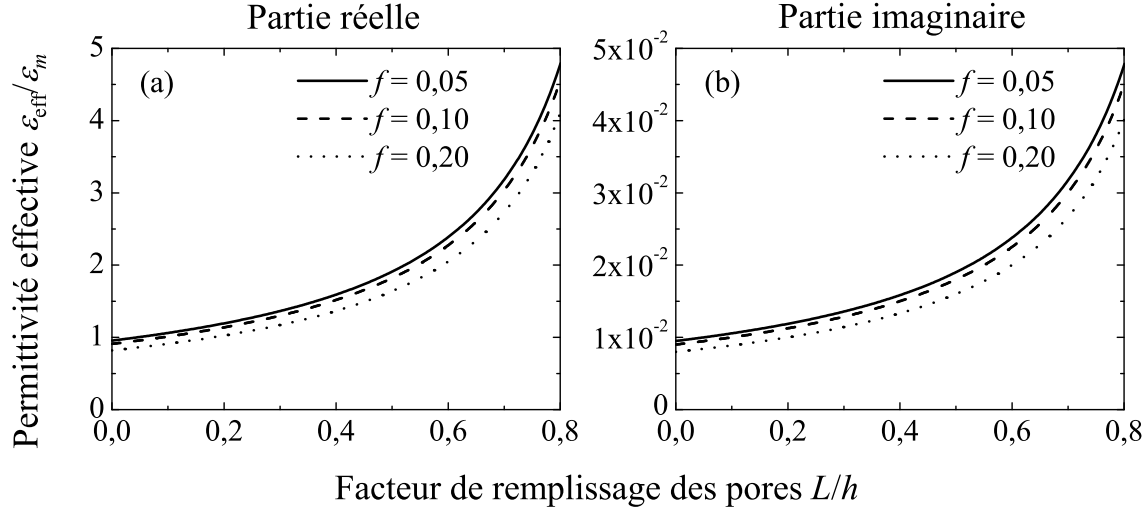 Partie réelle
Partie imaginaire
Permittivité effective ε_eff/ε_m
5
4
3
2
1
0
(a)
f = 0,05
f = 0,10
f = 0,20
0,0 0,2 0,4 0,6 0,8
5x10⁻²
4x10⁻²
3x10⁻²
2x10⁻²
1x10⁻²
0
(b)
f = 0,05
f = 0,10
f = 0,20
0,0 0,2 0,4 0,6 0,8
Facteur de remplissage des pores L/h